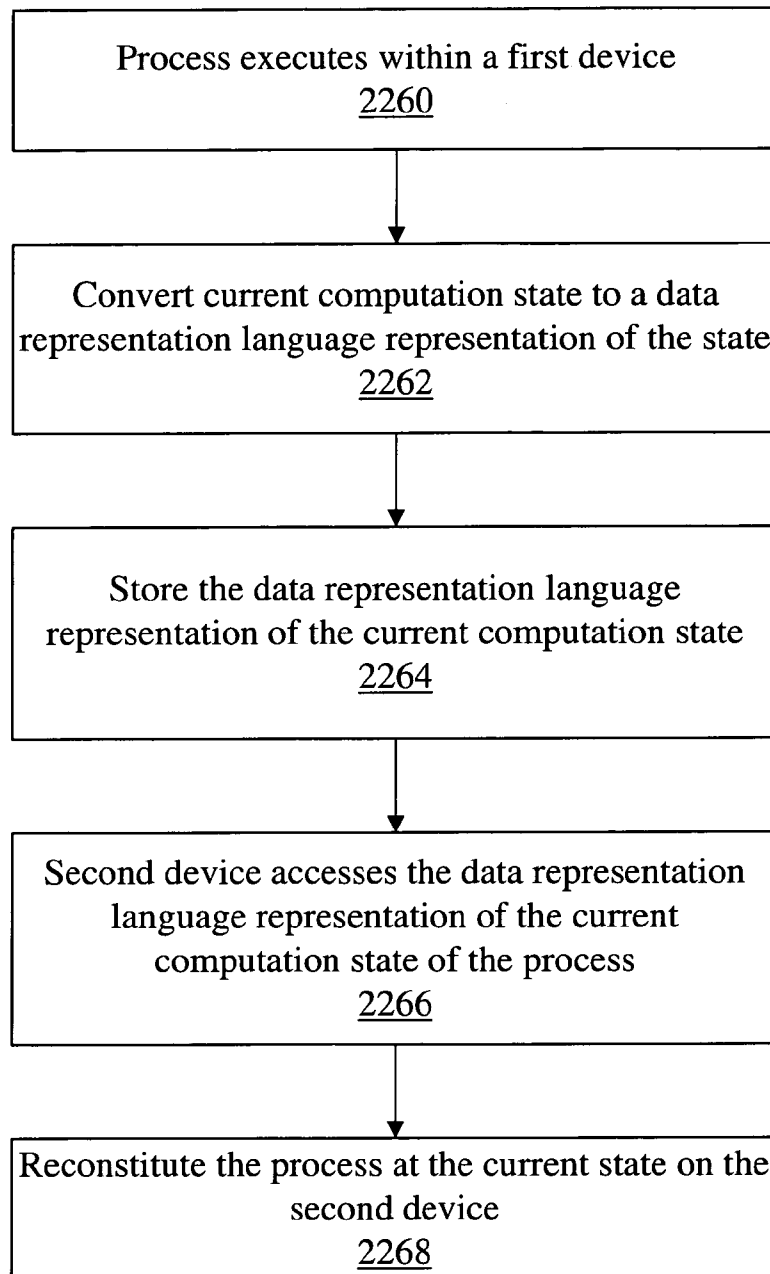 Process executes within a first device
2260
Convert current computation state to a data
representation language representation of the state
2262
Store the data representation language
representation of the current computation state
2264
Second device accesses the data representation
language representation of the current
computation state of the process
2266
Reconstitute the process at the current state on the
second device
2268